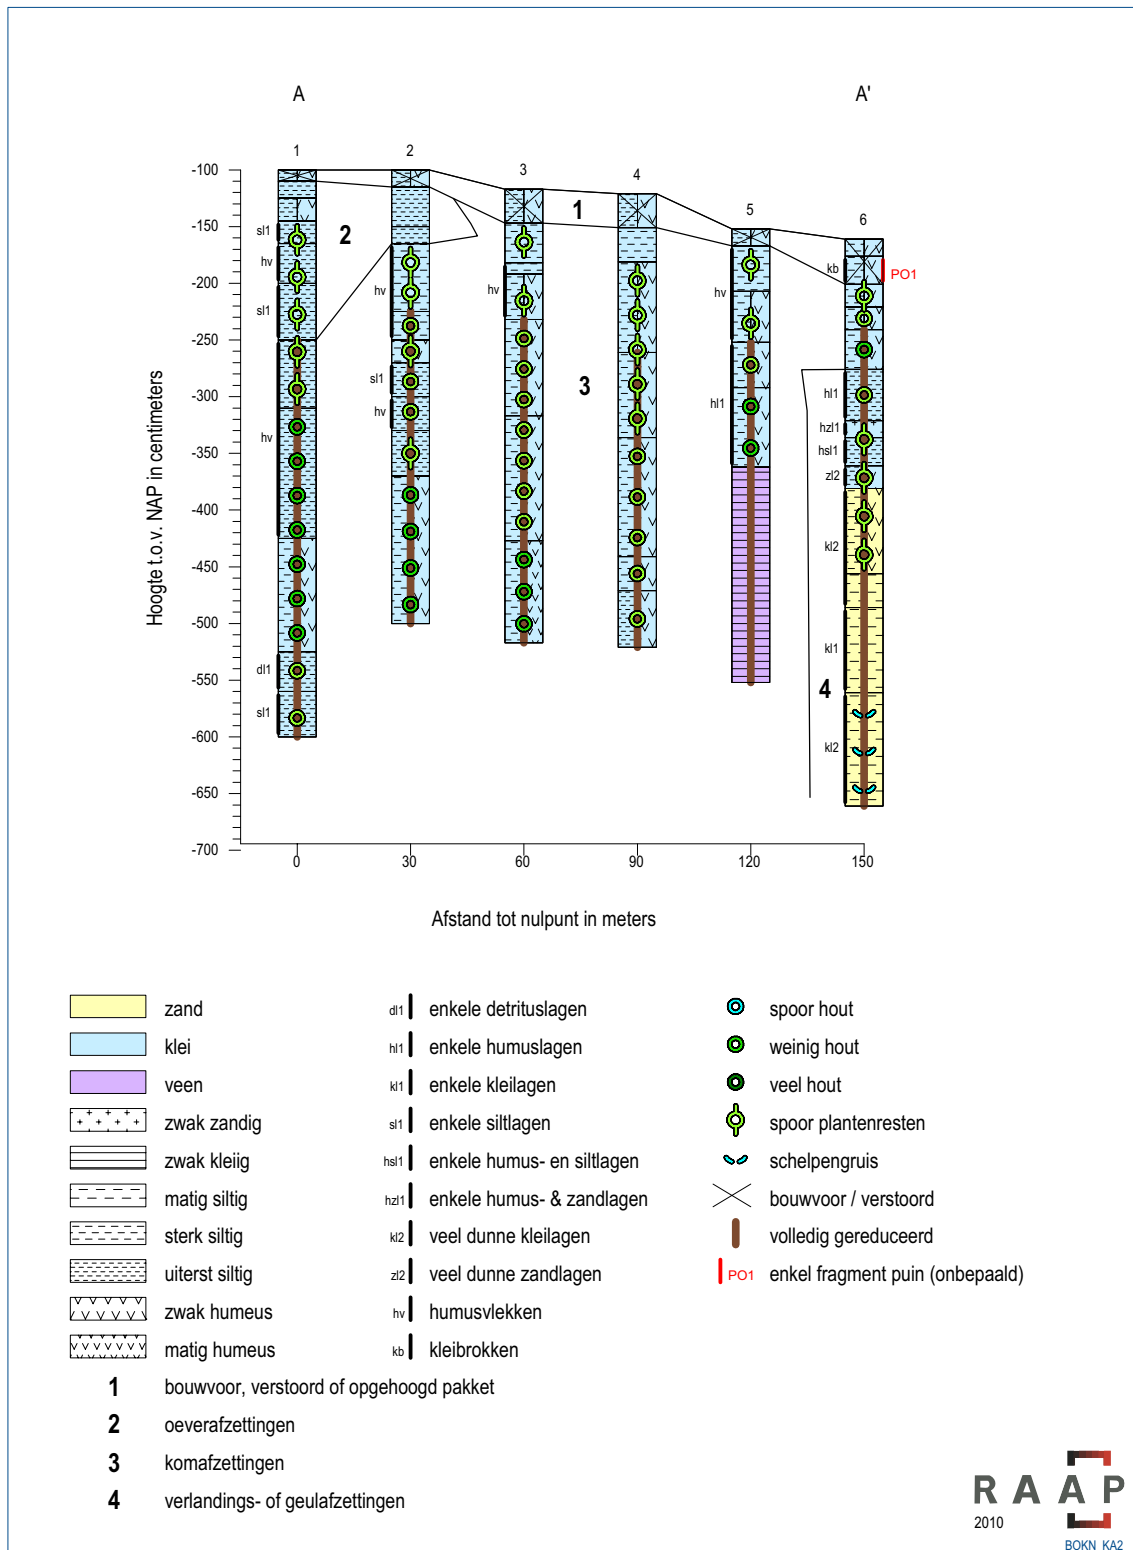 A A'
1 2 3 4 5 6
-100
-150
-200
-250
-300
-350
-400
-450
-500
-550
-600
-650
-700
Hoogte t.o.v. NAP in centimeters
sl1
hv
sl1
hv
dl1
sl1
hv
sl1
hv
hv
hv
hl1
kb
PO1
hl1
hzl1
hsl1
zl2
kl2
kl1
kl2
1
2
3
4
0 30 60 90 120 150
Afstand tot nulpunt in meters
zand
klei
veen
zwak zandig
zwak kleiig
matig siltig
sterk siltig
uiterst siltig
zwak humeus
matig humeus
1 bouwvoor, verstoord of opgehoogd pakket
2 oeverafzettingen
3 komafzettingen
4 verlandings- of geulafzettingen
dl1 enkele detrituslagen
hl1 enkele humuslagen
kl1 enkele kleilagen
sl1 enkele siltlagen
hsl1 enkele humus- en siltlagen
hzl1 enkele humus- & zandlagen
kl2 veel dunne kleilagen
zl2 veel dunne zandlagen
hv humusvlekken
kb kleibrokken
spoor hout
weinig hout
veel hout
spoor plantenresten
schelpengruis
bouwvoor / verstoord
volledig gereduceerd
PO1 enkel fragment puin (onbepaald)
RAAP
2010
BOKN KA2